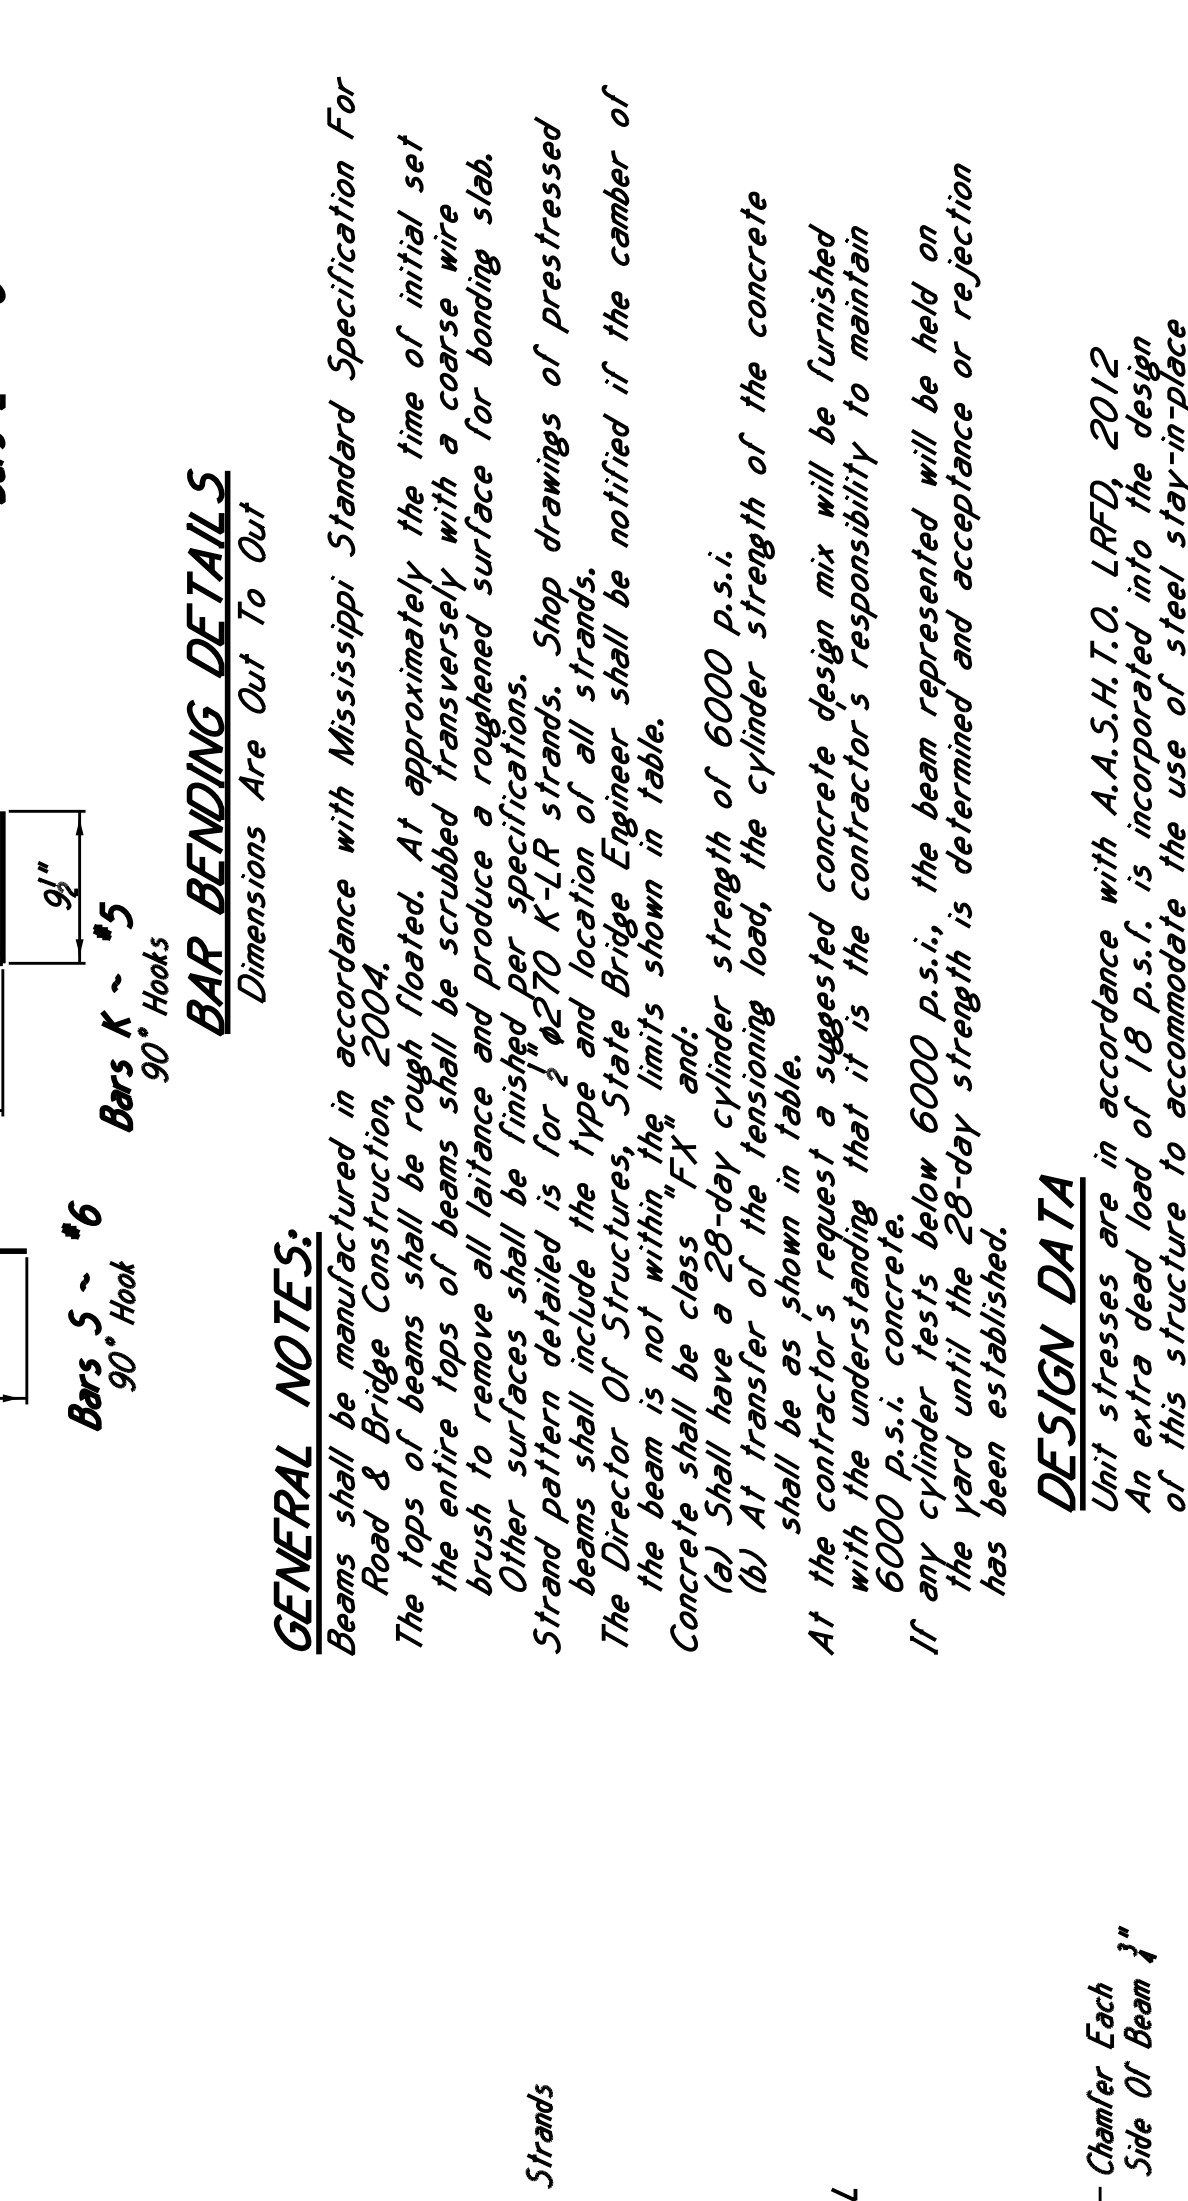 9½"
Bars S ~ #6
90° Hook
Bars K ~ #5
90° Hooks
BAR BENDING DETAILS
Dimensions Are Out To Out
GENERAL NOTES:
Beams shall be manufactured in accordance with Mississippi Standard Specification For
Road & Bridge Construction, 2004.
The tops of beams shall be rough floated. At approximately the time of initial set
the entire tops of beams shall be scrubbed transversely with a coarse wire
brush to remove all laitance and produce a roughened surface for bonding slab.
Other surfaces shall be finished per specifications.
Strand pattern detailed is for ½" ø270 K-LR strands. Shop drawings of prestressed
beams shall include the type and location of all strands.
The Director Of Structures, State Bridge Engineer shall be notified if the camber of
the beam is not within the limits shown in table.
Concrete shall be class "FX" and:
(a) Shall have a 28-day cylinder strength of 6000 p.s.i.
(b) At transfer of the tensioning load, the cylinder strength of the concrete
shall be as shown in table.
At the contractor's request a suggested concrete design mix will be furnished
with the understanding that it is the contractor's responsibility to maintain
6000 p.s.i. concrete.
If any cylinder tests below 6000 p.s.i., the beam represented will be held on
the yard until the 28-day strength is determined and acceptance or rejection
has been established.
DESIGN DATA
Unit stresses are in accordance with A.A.S.H.T.O. LRFD, 2012
An extra dead load of 18 p.s.f. is incorporated into the design
of this structure to accommodate the use of steel stay-in-place
Strands
Chamfer Each
Side Of Beam ¾"